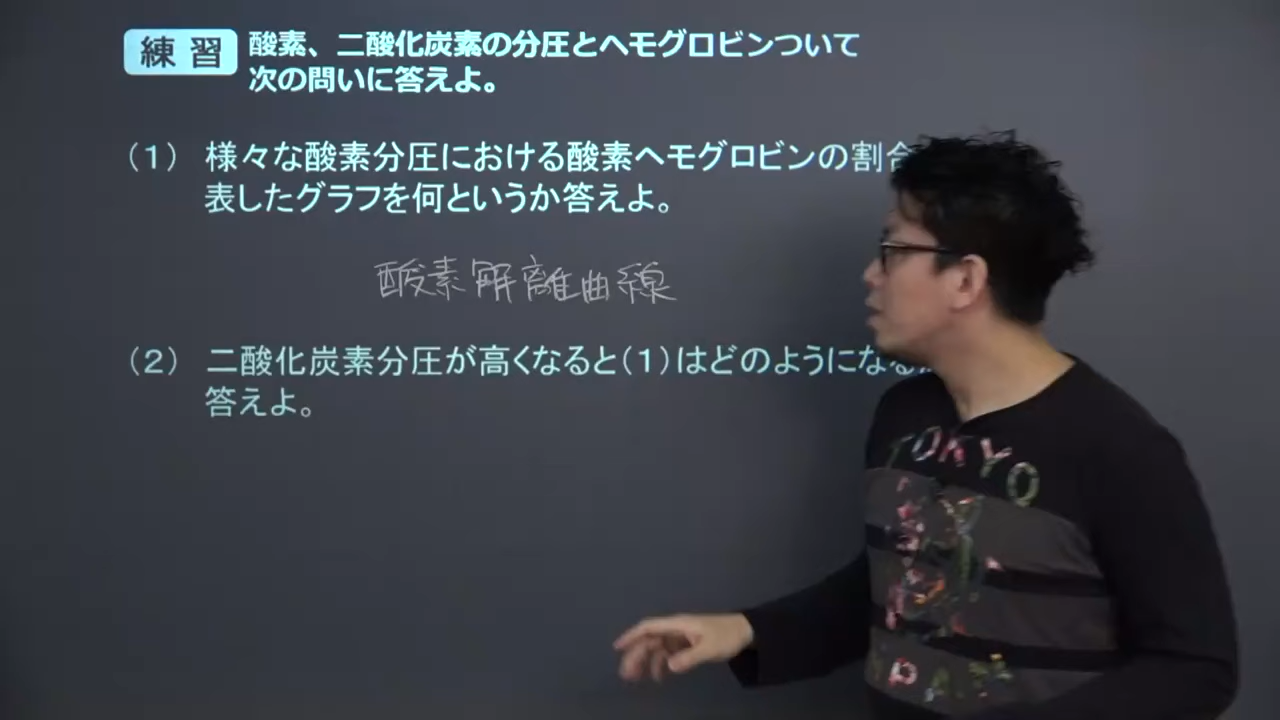 練習 酸素、二酸化炭素の分圧とヘモグロビンついて
次の問いに答えよ。
(1) 様々な酸素分圧における酸素ヘモグロビンの割合
表したグラフを何というか答えよ。
酸素解離曲線
(2) 二酸化炭素分圧が高くなると(1)はどのようになる
答えよ。
TOKYO